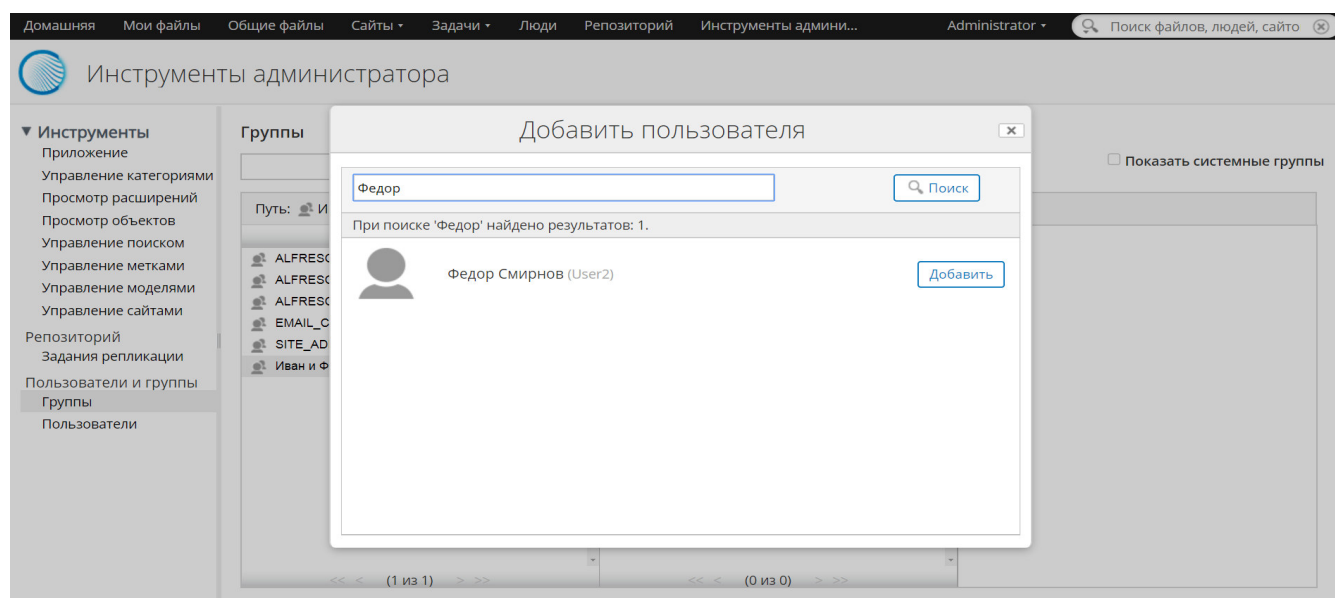 Домашняя Мои файлы Общие файлы Сайты Задачи Люди Репозиторий Инструменты админи... Administrator Поиск файлов, людей, сайто
Инструменты администратора
Инструменты
Приложение
Управление категориями
Просмотр расширений
Просмотр объектов
Управление поиском
Управление метками
Управление моделями
Управление сайтами
Репозиторий
Задания репликации
Пользователи и группы
Группы
Пользователи
Группы
Показать системные группы
Путь: И
ALFRESC
ALFRESC
ALFRESC
EMAIL_C
SITE_AD
Иван и Ф
<< < (1 из 1) > >>
<< < (0 из 0) > >>
Добавить пользователя
Федор
Поиск
При поиске 'Федор' найдено результатов: 1.
Федор Смирнов (User2)
Добавить